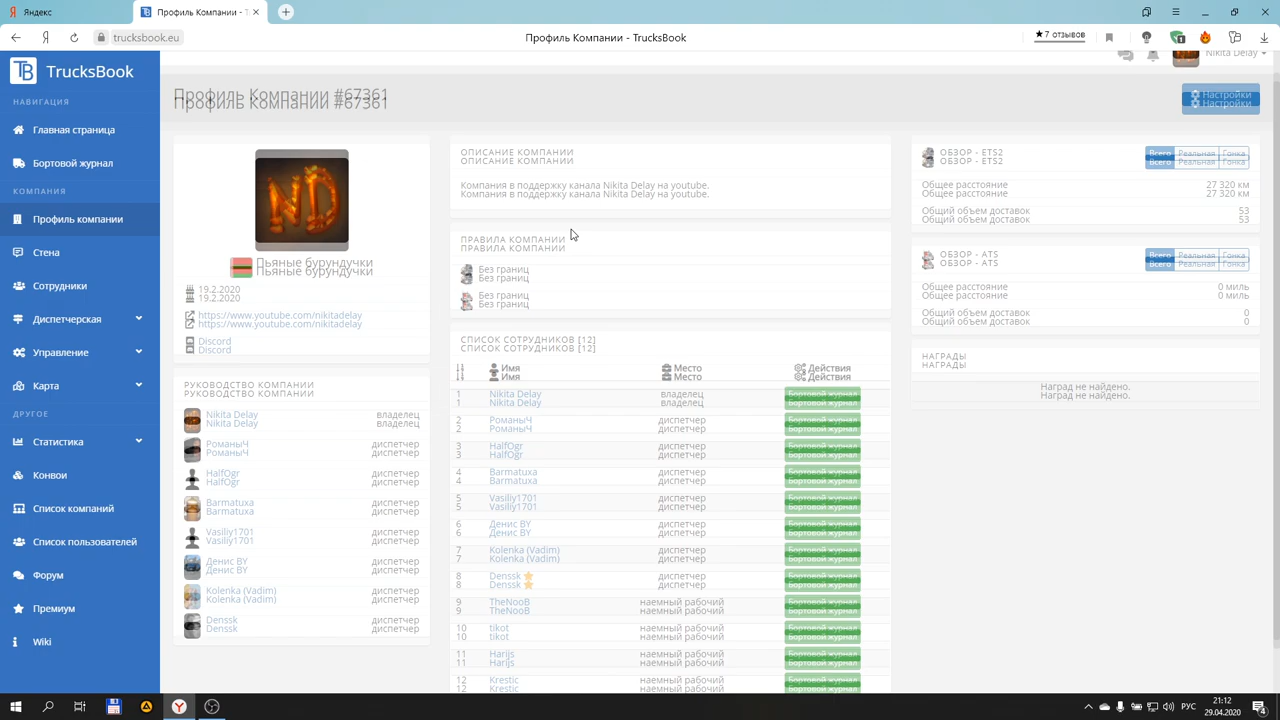 Яндекс
Профиль Компании - Т
trucksbook.eu
Профиль Компании - TrucksBook
★7 отзывов
1
TrucksBook
Nikita Delay
НАВИГАЦИЯ
Главная страница
Бортовой журнал
КОМПАНИЯ
Профиль компании
Стена
Сотрудники
Диспетчерская
Управление
Карта
ДРУГОЕ
Статистика
Конвои
Список компаний
Список пользователей
Форум
Премиум
Wiki
Профиль Компании #67361
Настройки
ND
Пьяные бурундучки
19.2.2020
https://www.youtube.com/nikitadelay
Discord
РУКОВОДСТВО КОМПАНИИ
Nikita Delay владелец
РоманыЧ диспетчер
HalfOgr диспетчер
Barmatuxa диспетчер
Vasiliy1701 диспетчер
Денис BY диспетчер
Kolenka (Vadim) диспетчер
Denssk диспетчер
ОПИСАНИЕ КОМПАНИИ
Компания в поддержку канала Nikita Delay на youtube.
ПРАВИЛА КОМПАНИИ
Без границ
Без границ
СПИСОК СОТРУДНИКОВ [12]
Имя Место Действия
1 Nikita Delay владелец Бортовой журнал
2 РоманыЧ диспетчер Бортовой журнал
3 HalfOgr диспетчер Бортовой журнал
4 Barmatuxa диспетчер Бортовой журнал
5 Vasiliy1701 диспетчер Бортовой журнал
6 Денис BY диспетчер Бортовой журнал
7 Kolenka (Vadim) диспетчер Бортовой журнал
8 Denssk диспетчер Бортовой журнал
9 TheNooB наемный рабочий Бортовой журнал
10 tikot наемный рабочий Бортовой журнал
11 Harijs наемный рабочий Бортовой журнал
12 Krestic наемный рабочий Бортовой журнал
ОБЗОР - ETS2
Всего Реальная Гонка
Общее расстояние 27 320 км
Общий объем доставок 53
ОБЗОР - ATS
Всего Реальная Гонка
Общее расстояние 0 миль
Общий объем доставок 0
НАГРАДЫ
Наград не найдено.
РУС
21:12
29.04.2020
4